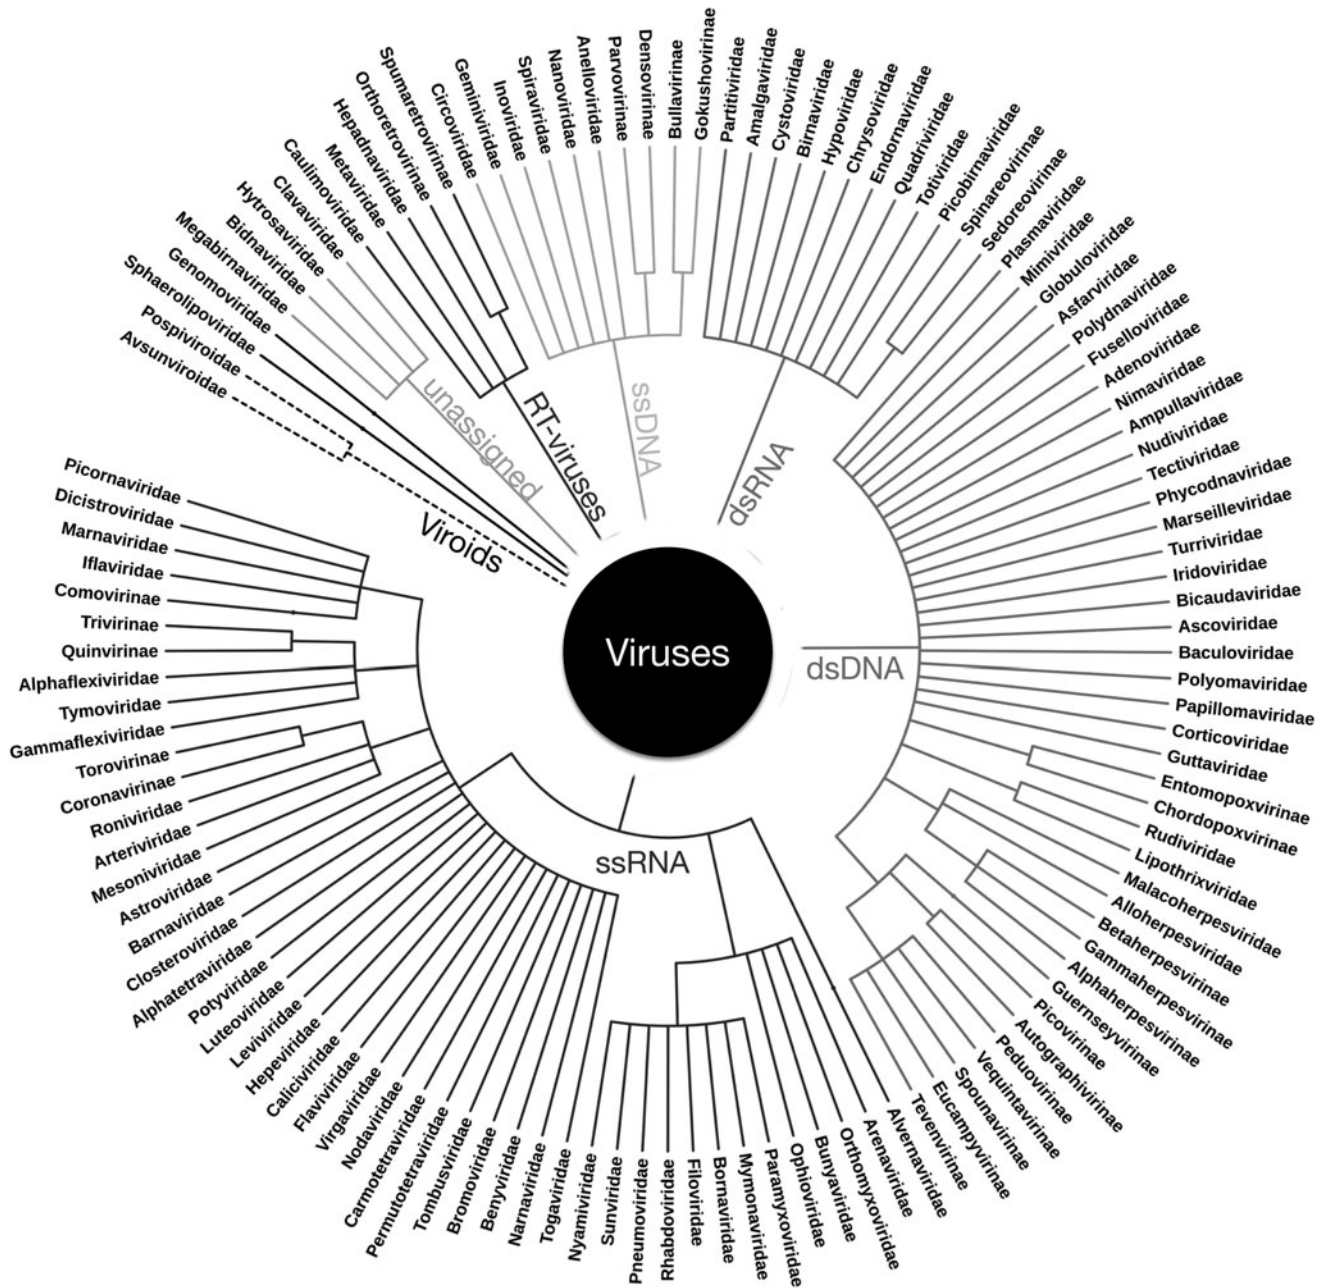 Viruses
Viroids
unassigned
RT-viruses
ssDNA
dsRNA
dsDNA
ssRNA
Avsunviroidae
Pospiviroidae
Sphaerolipoviridae
Genomoviridae
Megabirnaviridae
Bidnaviridae
Hytrosaviridae
Clavaviridae
Caulimoviridae
Metaviridae
Hepadnaviridae
Orthoretrovirinae
Spumaretrovirinae
Circoviridae
Geminiviridae
Inoviridae
Spiraviridae
Nanoviridae
Anelloviridae
Parvovirinae
Densovirinae
Bullavirinae
Gokushovirinae
Partitiviridae
Amalgaviridae
Cystoviridae
Birnaviridae
Hypoviridae
Chrysoviridae
Endornaviridae
Quadriviridae
Totiviridae
Picobirnaviridae
Spinareovirinae
Sedoreovirinae
Plasmaviridae
Mimiviridae
Globuloviridae
Asfarviridae
Polydnaviridae
Fuselloviridae
Adenoviridae
Nimaviridae
Ampullaviridae
Nudiviridae
Tectiviridae
Phycodnaviridae
Marseilleviridae
Turriviridae
Iridoviridae
Bicaudaviridae
Ascoviridae
Baculoviridae
Polyomaviridae
Papillomaviridae
Corticoviridae
Guttaviridae
Entomopoxvirinae
Chordopoxvirinae
Rudiviridae
Lipothrixviridae
Malacoherpesviridae
Alloherpesviridae
Betaherpesvirinae
Gammaherpesvirinae
Alphaherpesvirinae
Guernseyvirinae
Picovirinae
Autographivirinae
Peduovirinae
Vequintavirinae
Spounavirinae
Eucampyvirinae
Tevenvirinae
Alvernaviridae
Arenaviridae
Orthomyxoviridae
Bunyaviridae
Ophioviridae
Paramyxoviridae
Mymonaviridae
Bornaviridae
Filoviridae
Rhabdoviridae
Pneumoviridae
Sunviridae
Nyamiviridae
Togaviridae
Narnaviridae
Benyviridae
Bromoviridae
Tombusviridae
Permutotetraviridae
Carmotetraviridae
Nodaviridae
Virgaviridae
Flaviviridae
Caliciviridae
Hepeviridae
Leviviridae
Luteoviridae
Potyviridae
Alphatetraviridae
Closteroviridae
Barnaviridae
Astroviridae
Mesoniviridae
Arteriviridae
Roniviridae
Coronavirinae
Torovirinae
Gammaflexiviridae
Tymoviridae
Alphaflexiviridae
Quinvirinae
Trivirinae
Comovirinae
Iflaviridae
Marnaviridae
Dicistroviridae
Picornaviridae